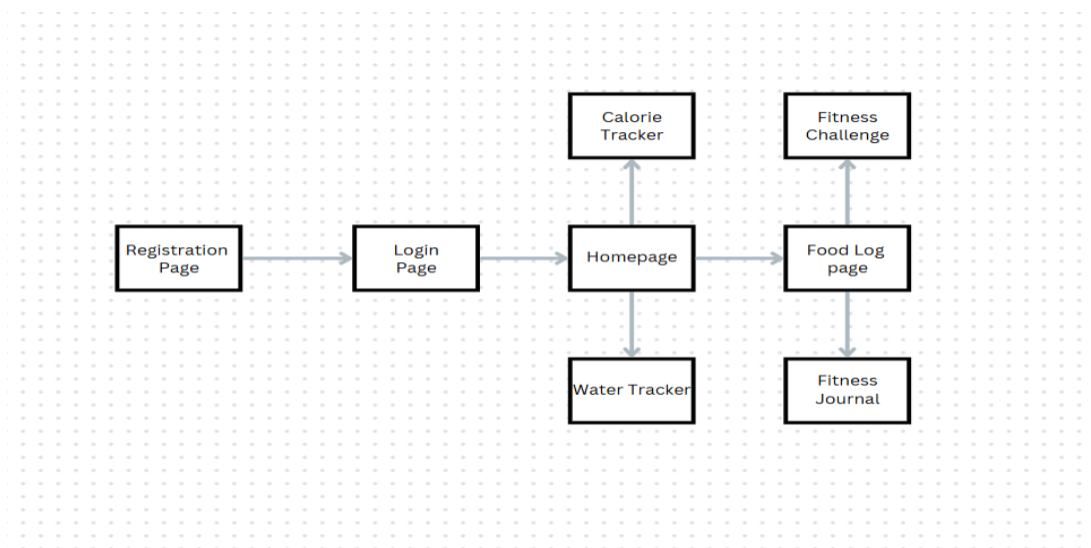 Calorie
Tracker
Fitness
Challenge
Registration
Page
Login
Page
Homepage
Food Log
page
Water Tracker
Fitness
Journal